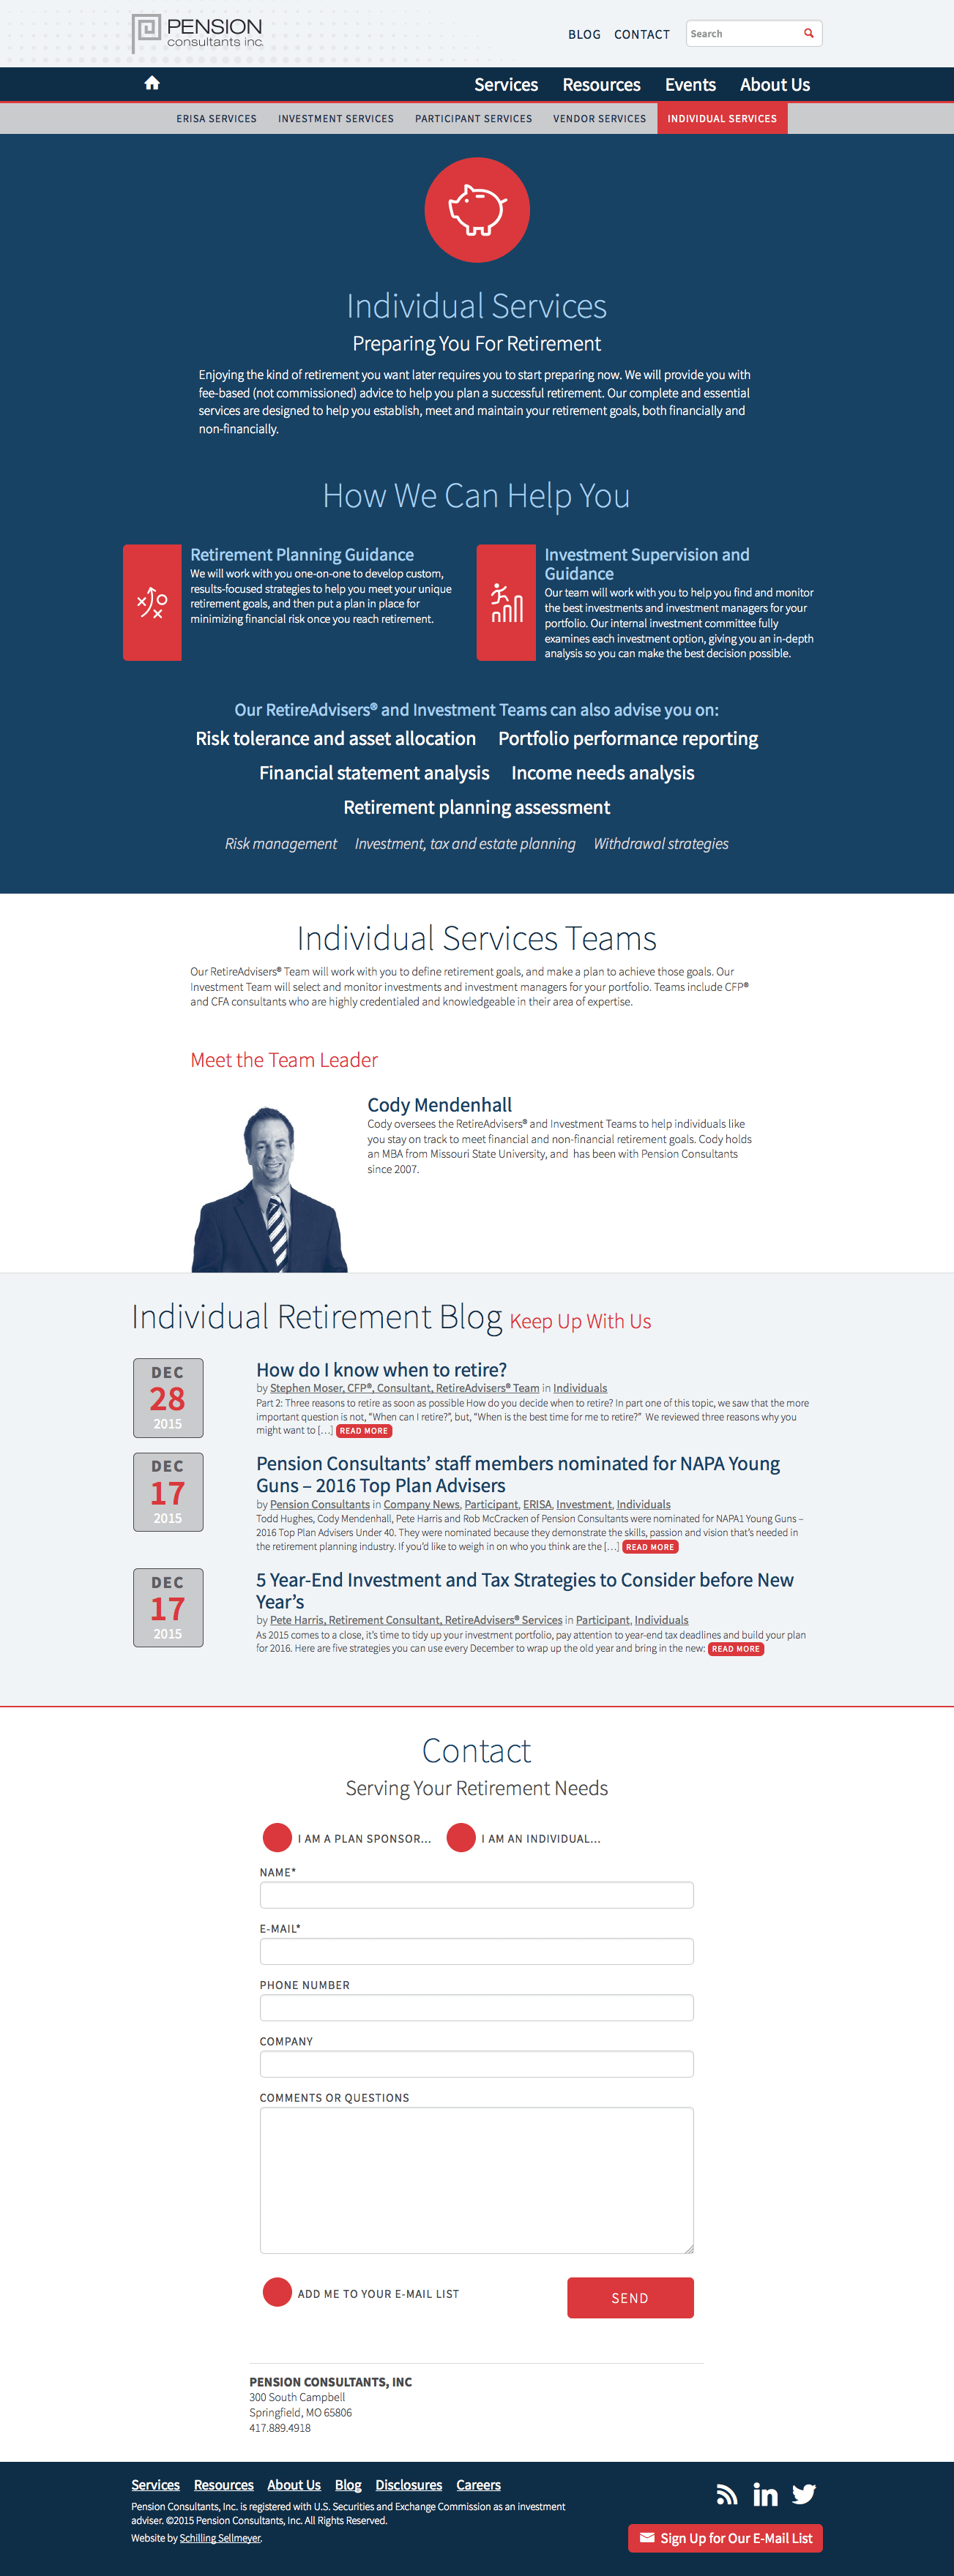 PENSION
consultants inc.
BLOG CONTACT Search
Services Resources Events About Us
ERISA SERVICES INVESTMENT SERVICES PARTICIPANT SERVICES VENDOR SERVICES INDIVIDUAL SERVICES
Individual Services
Preparing You For Retirement
Enjoying the kind of retirement you want later requires you to start preparing now. We will provide you with
fee-based (not commissioned) advice to help you plan a successful retirement. Our complete and essential
services are designed to help you establish, meet and maintain your retirement goals, both financially and
non-financially.
How We Can Help You
Retirement Planning Guidance
We will work with you one-on-one to develop custom,
results-focused strategies to help you meet your unique
retirement goals, and then put a plan in place for
minimizing financial risk once you reach retirement.
Investment Supervision and
Guidance
Our team will work with you to help you find and monitor
the best investments and investment managers for your
portfolio. Our internal investment committee fully
examines each investment option, giving you an in-depth
analysis so you can make the best decision possible.
Our RetireAdvisers® and Investment Teams can also advise you on:
Risk tolerance and asset allocation Portfolio performance reporting
Financial statement analysis Income needs analysis
Retirement planning assessment
Risk management Investment, tax and estate planning Withdrawal strategies
Individual Services Teams
Our RetireAdvisers® Team will work with you to define retirement goals, and make a plan to achieve those goals. Our
Investment Team will select and monitor investments and investment managers for your portfolio. Teams include CFP®
and CFA consultants who are highly credentialed and knowledgeable in their area of expertise.
Meet the Team Leader
Cody Mendenhall
Cody oversees the RetireAdvisers® and Investment Teams to help individuals like
you stay on track to meet financial and non-financial retirement goals. Cody holds
an MBA from Missouri State University, and has been with Pension Consultants
since 2007.
Individual Retirement Blog Keep Up With Us
DEC
28
2015
How do I know when to retire?
by Stephen Moser, CFP®, Consultant, RetireAdvisers® Team in Individuals
Part 2: Three reasons to retire as soon as possible How do you decide when to retire? In part one of this topic, we saw that the more
important question is not, “When can I retire?”, but, “When is the best time for me to retire?” We reviewed three reasons why you
might want to […] READ MORE
DEC
17
2015
Pension Consultants’ staff members nominated for NAPA Young
Guns – 2016 Top Plan Advisers
by Pension Consultants in Company News, Participant, ERISA, Investment, Individuals
Todd Hughes, Cody Mendenhall, Pete Harris and Rob McCracken of Pension Consultants were nominated for NAPA1 Young Guns –
2016 Top Plan Advisers Under 40. They were nominated because they demonstrate the skills, passion and vision that’s needed in
the retirement planning industry. If you’d like to weigh in on who you think are the […] READ MORE
DEC
17
2015
5 Year-End Investment and Tax Strategies to Consider before New
Year’s
by Pete Harris, Retirement Consultant, RetireAdvisers® Services in Participant, Individuals
As 2015 comes to a close, it’s time to tidy up your investment portfolio, pay attention to year-end tax deadlines and build your plan
for 2016. Here are five strategies you can use every December to wrap up the old year and bring in the new: READ MORE
Contact
Serving Your Retirement Needs
I AM A PLAN SPONSOR... I AM AN INDIVIDUAL...
NAME*
E-MAIL*
PHONE NUMBER
COMPANY
COMMENTS OR QUESTIONS
ADD ME TO YOUR E-MAIL LIST SEND
PENSION CONSULTANTS, INC
300 South Campbell
Springfield, MO 65806
417.889.4918
Services Resources About Us Blog Disclosures Careers
Pension Consultants, Inc. is registered with U.S. Securities and Exchange Commission as an investment
adviser. ©2015 Pension Consultants, Inc. All Rights Reserved.
Website by Schilling Sellmeyer.
in
Sign Up for Our E-Mail List